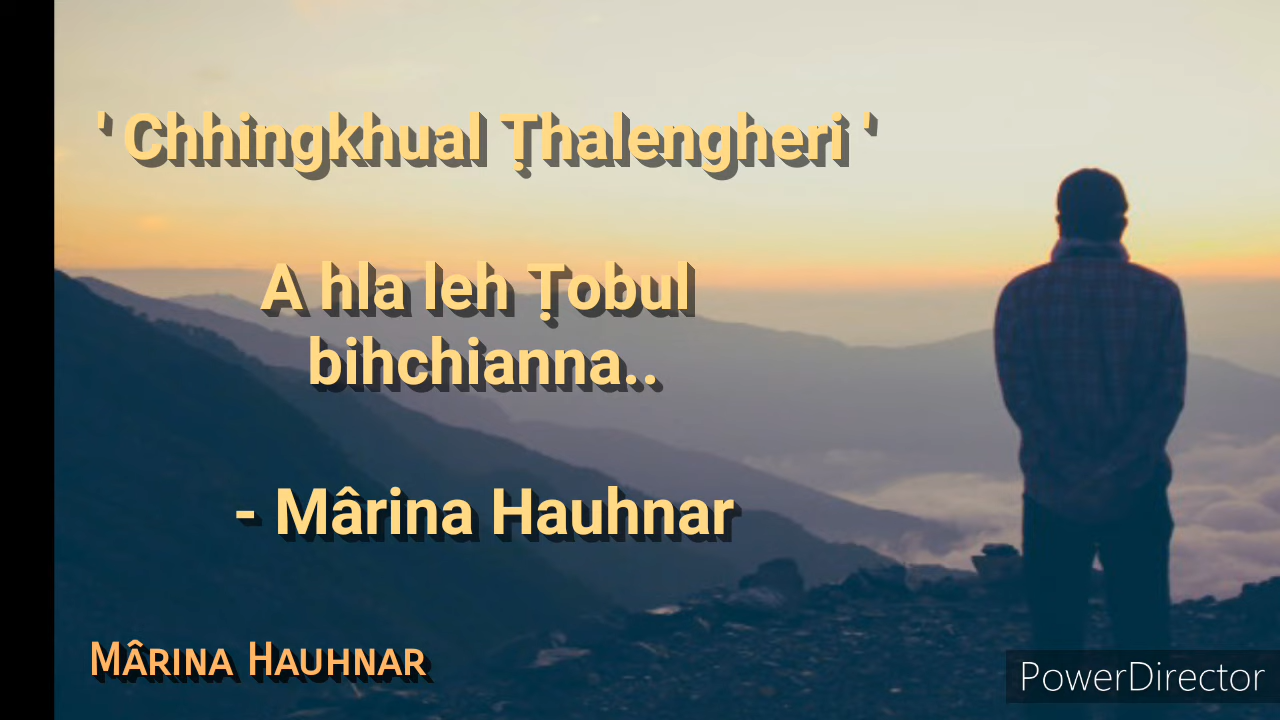 ' Chhingkhual Ṭhalengheri '
A hla leh Ṭobul
bihchianna..
- Mârina Hauhnar
Mârina Hauhnar
PowerDirector